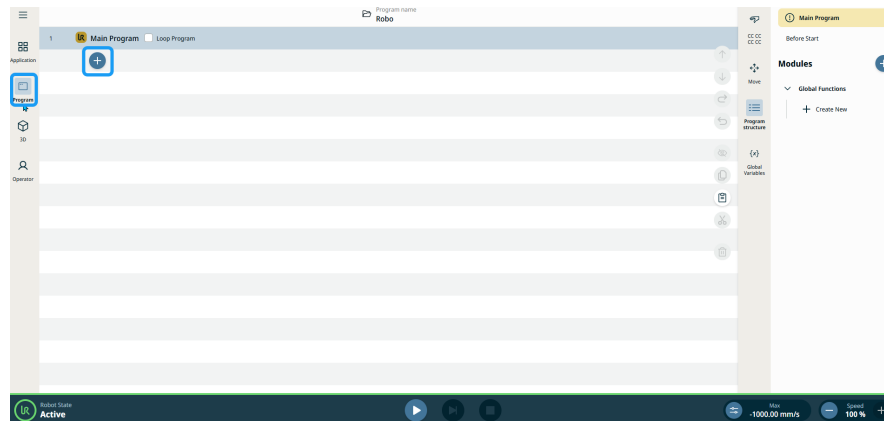 Program name
Robo
Application
Program
3D
Operator
1 UR Main Program Loop Program
CC CC
CC CC
Move
Program
structure
{x}
Global
Variables
Main Program
Before Start
Modules
Global Functions
Create New
UR Robot State
Active
Max
-1000.00 mm/s
Speed
100 %